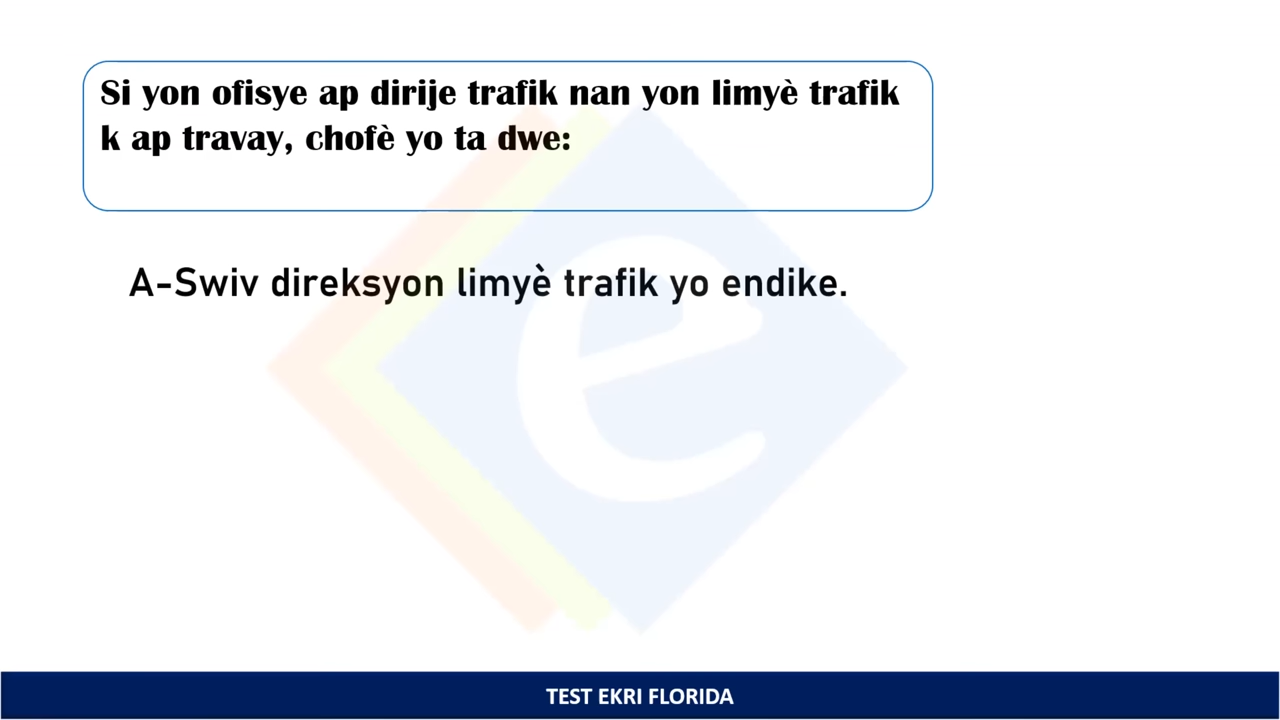 Si yon ofisye ap dirije trafik nan yon limyè trafik
k ap travay, chofè yo ta dwe:
A-Swiv direksyon limyè trafik yo endike.
e
TEST EKRI FLORIDA